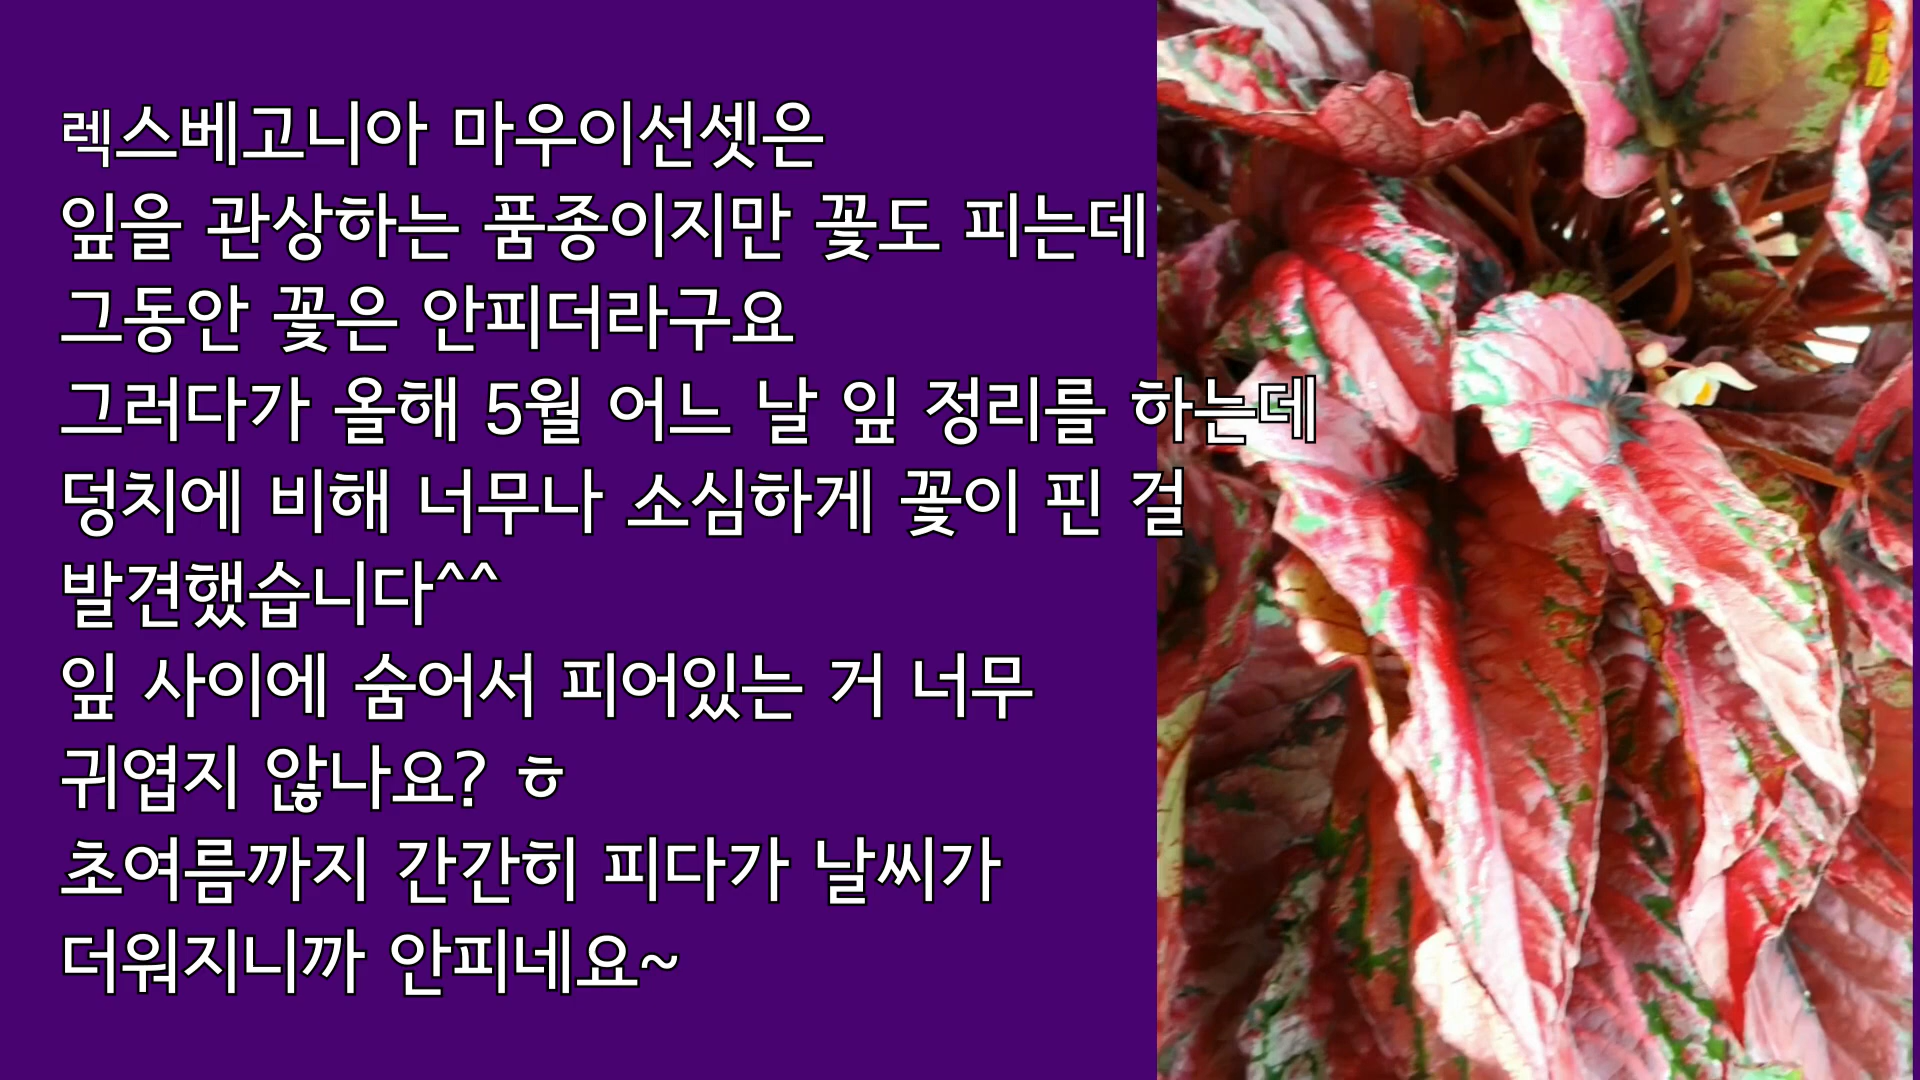 렉스베고니아 마우이선셋은
잎을 관상하는 품종이지만 꽃도 피는데
그동안 꽃은 안피더라구요
그러다가 올해 5월 어느 날 잎 정리를 하는데
덩치에 비해 너무나 소심하게 꽃이 핀 걸
발견했습니다^^
잎 사이에 숨어서 피어있는 거 너무
귀엽지 않나요? ㅎ
초여름까지 간간히 피다가 날씨가
더워지니까 안피네요~